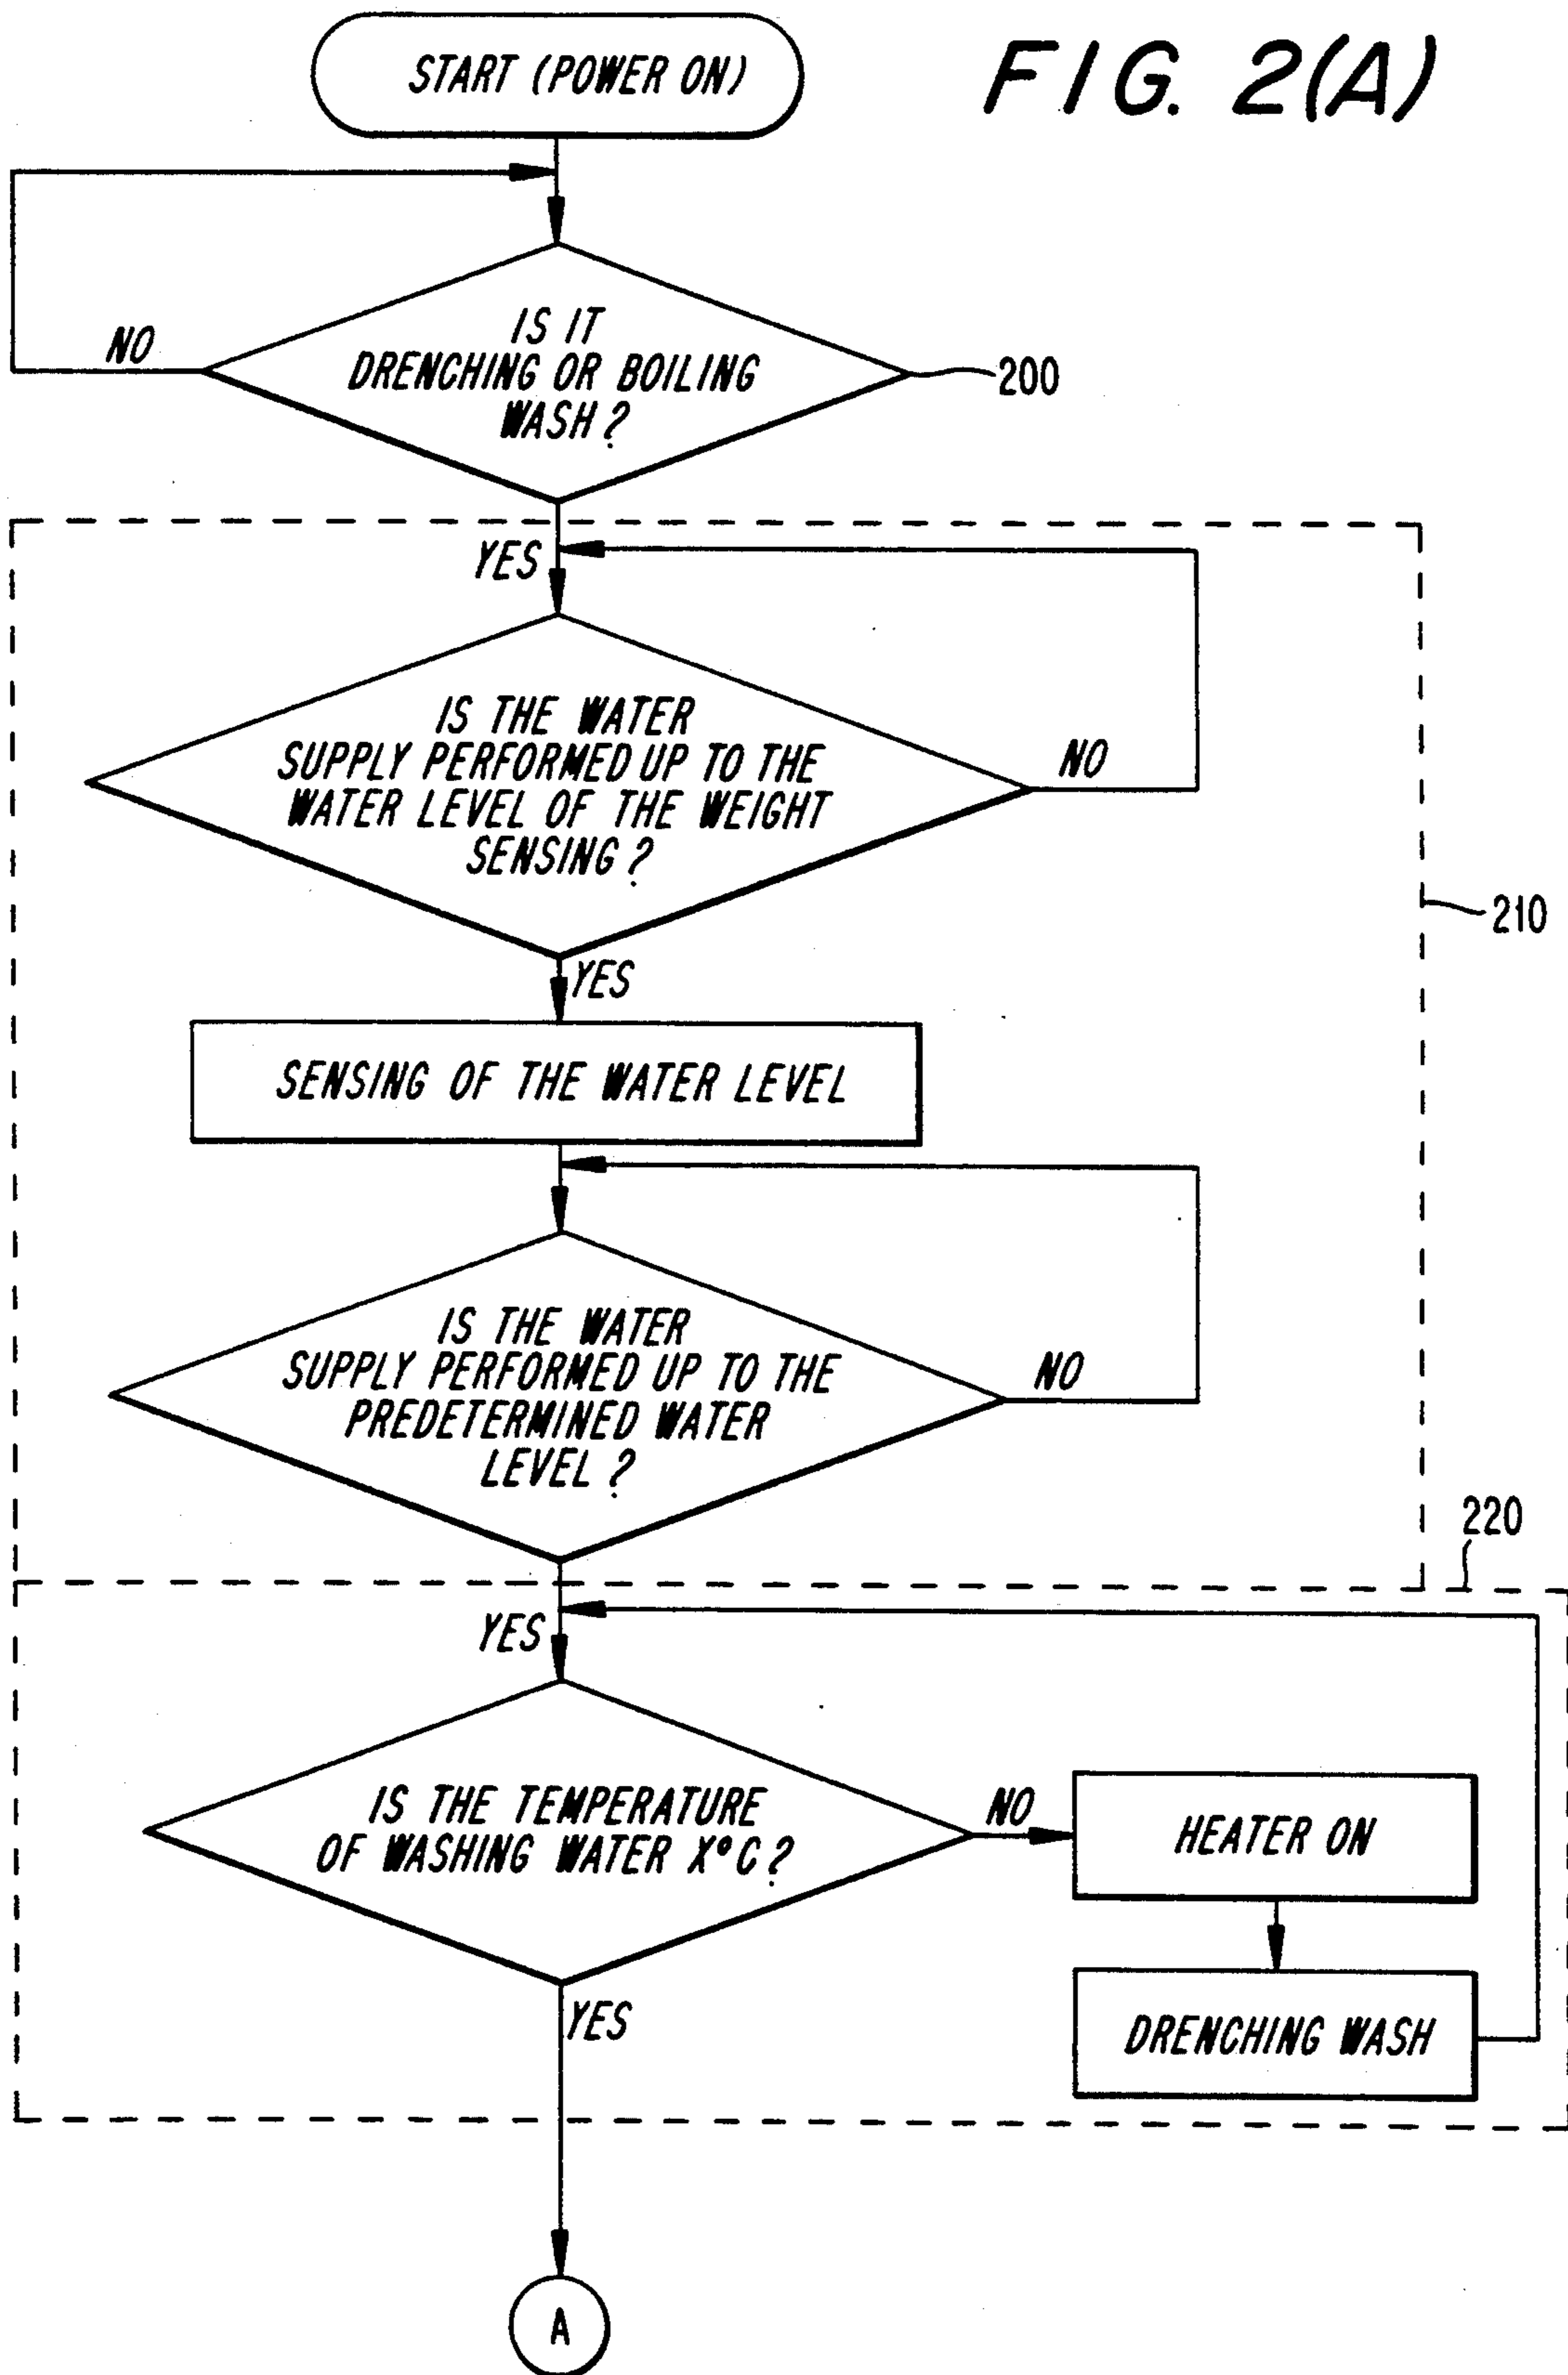 FIG. 2(A)
START (POWER ON)
IS IT
DRENCHING OR BOILING
WASH?
NO
200
YES
IS THE WATER
SUPPLY PERFORMED UP TO THE
WATER LEVEL OF THE WEIGHT
SENSING?
NO
210
YES
SENSING OF THE WATER LEVEL
IS THE WATER
SUPPLY PERFORMED UP TO THE
PREDETERMINED WATER
LEVEL?
NO
220
YES
IS THE TEMPERATURE
OF WASHING WATER X°C?
NO
HEATER ON
DRENCHING WASH
YES
A